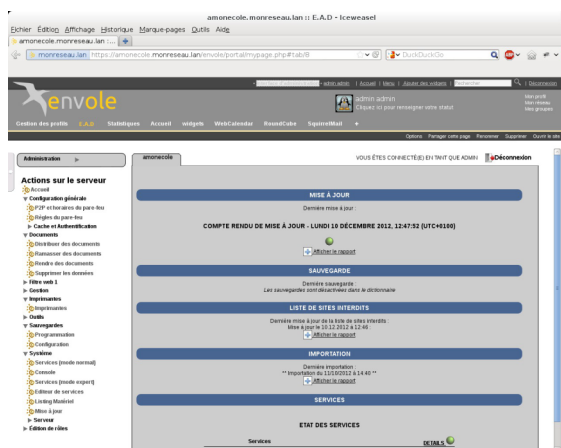 amonecole.monreseau.lan :: E.A.D - Iceweasel
Fichier Édition Affichage Historique Marque-pages Outils Aide
amonecole.monreseau.lan :: ...
monreseau.lan https://amonecole.monreseau.lan/envole/portal/mypage.php#tab/8 DuckDuckGo
admin admin | Accueil | Menu | Ajouter des widgets | Rechercher Déconnexion
envole
admin admin
Cliquez ici pour renseigner votre statut
Mon profil
Mon réseau
Mes groupes
Gestion des profils E.A.D Statistiques Accueil widgets WebCalendar RoundCube SquirrelMail +
Options Partager cette page Renommer Supprimer Ouvrir le site
Administration
amonecole
VOUS ÊTES CONNECTÉ(E) EN TANT QUE ADMIN Déconnexion
Actions sur le serveur
Accueil
Configuration générale
P2P et horaires du pare-feu
Règles du pare-feu
Cache et Authentification
Documents
Distribuer des documents
Ramasser des documents
Rendre des documents
Supprimer les données
Filtre web 1
Gestion
Imprimantes
Imprimantes
Outils
Sauvegardes
Programmation
Configuration
Système
Services (mode normal)
Console
Services (mode expert)
Editeur de services
Listing Matériel
Mise à jour
Serveur
Edition de rôles
MISE À JOUR
Dernière mise à jour :
COMPTE RENDU DE MISE À JOUR - LUNDI 10 DÉCEMBRE 2012, 12:47:52 (UTC+0100)
Afficher le rapport
SAUVEGARDE
Dernière sauvegarde :
Les sauvegardes sont désactivées dans le dictionnaire
LISTE DE SITES INTERDITS
Dernière mise à jour de la liste de sites interdits :
Mise à jour le 10.12.2012 à 12:46 :
Afficher le rapport
IMPORTATION
Dernière importation :
** Importation du 11/10/2012 à 14:40 **
Afficher le rapport
SERVICES
ETAT DES SERVICES
Services DETAILS